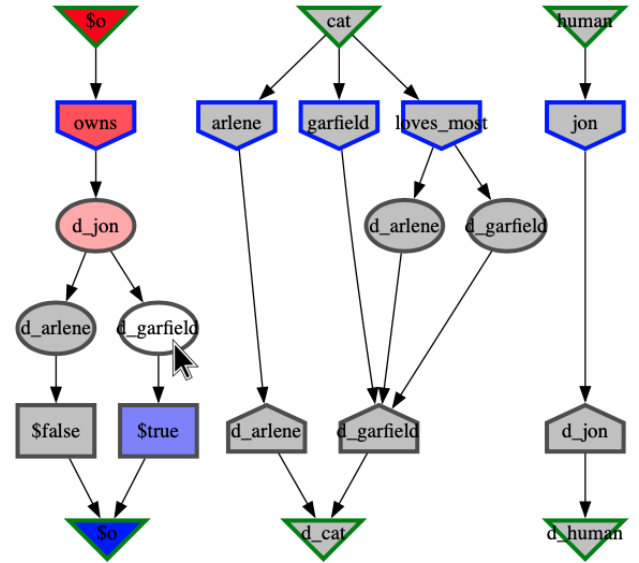 $o
cat
human
owns
arlene
garfield
loves_most
jon
d_jon
d_arlene
d_garfield
d_arlene
d_garfield
$false
$true
d_arlene
d_garfield
d_jon
$o
d_cat
d_human